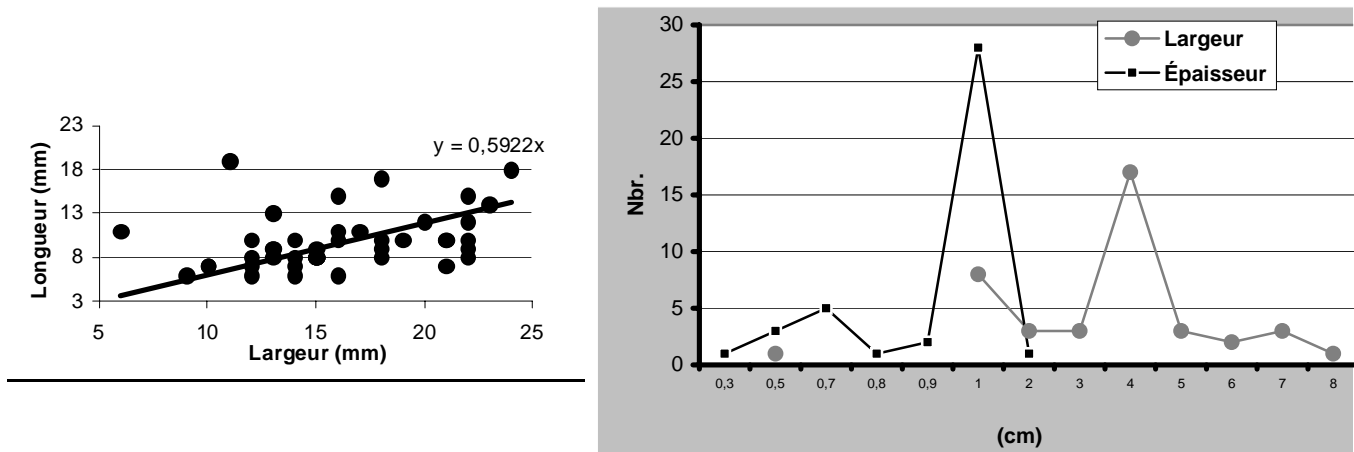 23
18
13
8
3
Longueur (mm)
y = 0,5922x
5 10 15 20 25
Largeur (mm)
30
25
20
15
10
5
0
Nbr.
Largeur
Épaisseur
0,3 0,5 0,7 0,8 0,9 1 2 3 4 5 6 7 8
(cm)